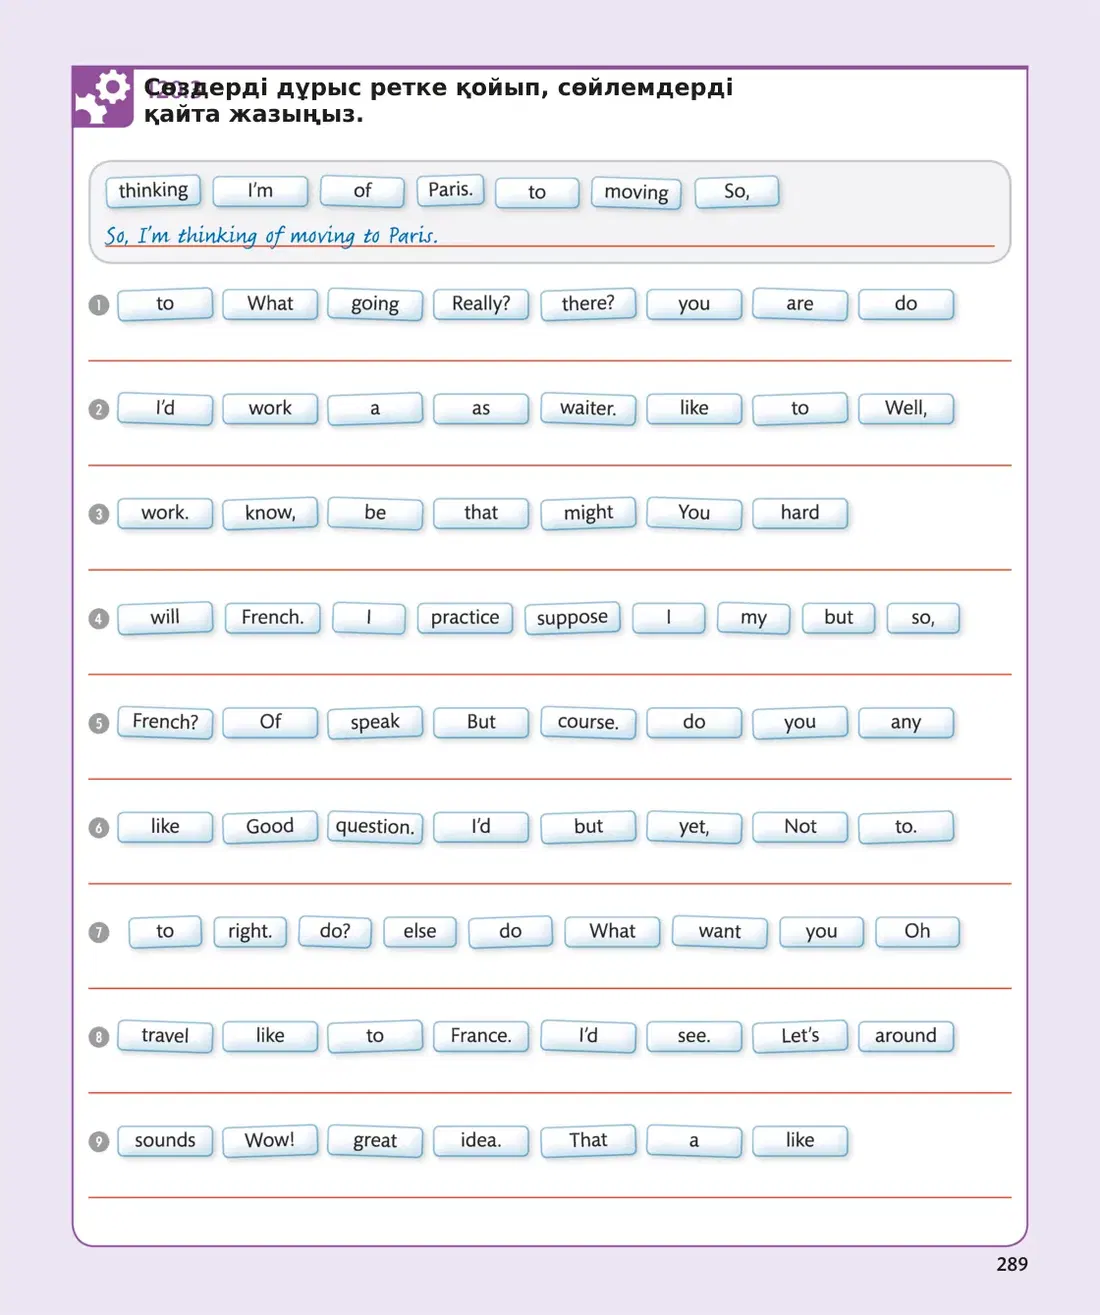 Сөздерді дұрыс ретке қойып, сөйлемдерді
қайта жазыңыз.
thinking I'm of Paris. to moving So,
So, I'm thinking of moving to Paris.
1 to What going Really? there? you are do
2 I'd work a as waiter. like to Well,
3 work. know, be that might You hard
4 will French. I practice suppose I my but so,
5 French? Of speak But course. do you any
6 like Good question. I'd but yet, Not to.
7 to right. do? else do What want you Oh
8 travel like to France. I'd see. Let's around
9 sounds Wow! great idea. That a like
289